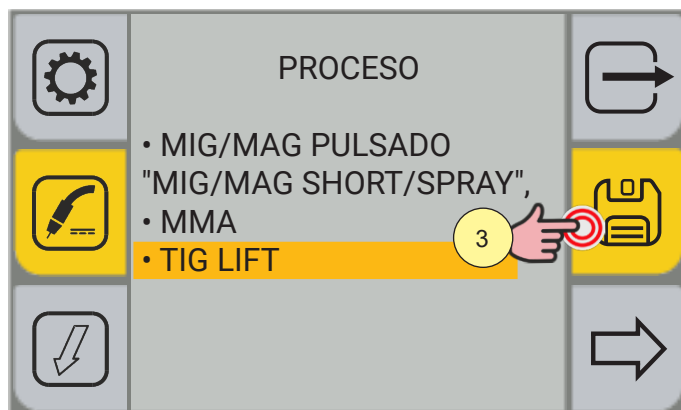 PROCESO
• MIG/MAG PULSADO
"MIG/MAG SHORT/SPRAY",
• MMA
3
• TIG LIFT